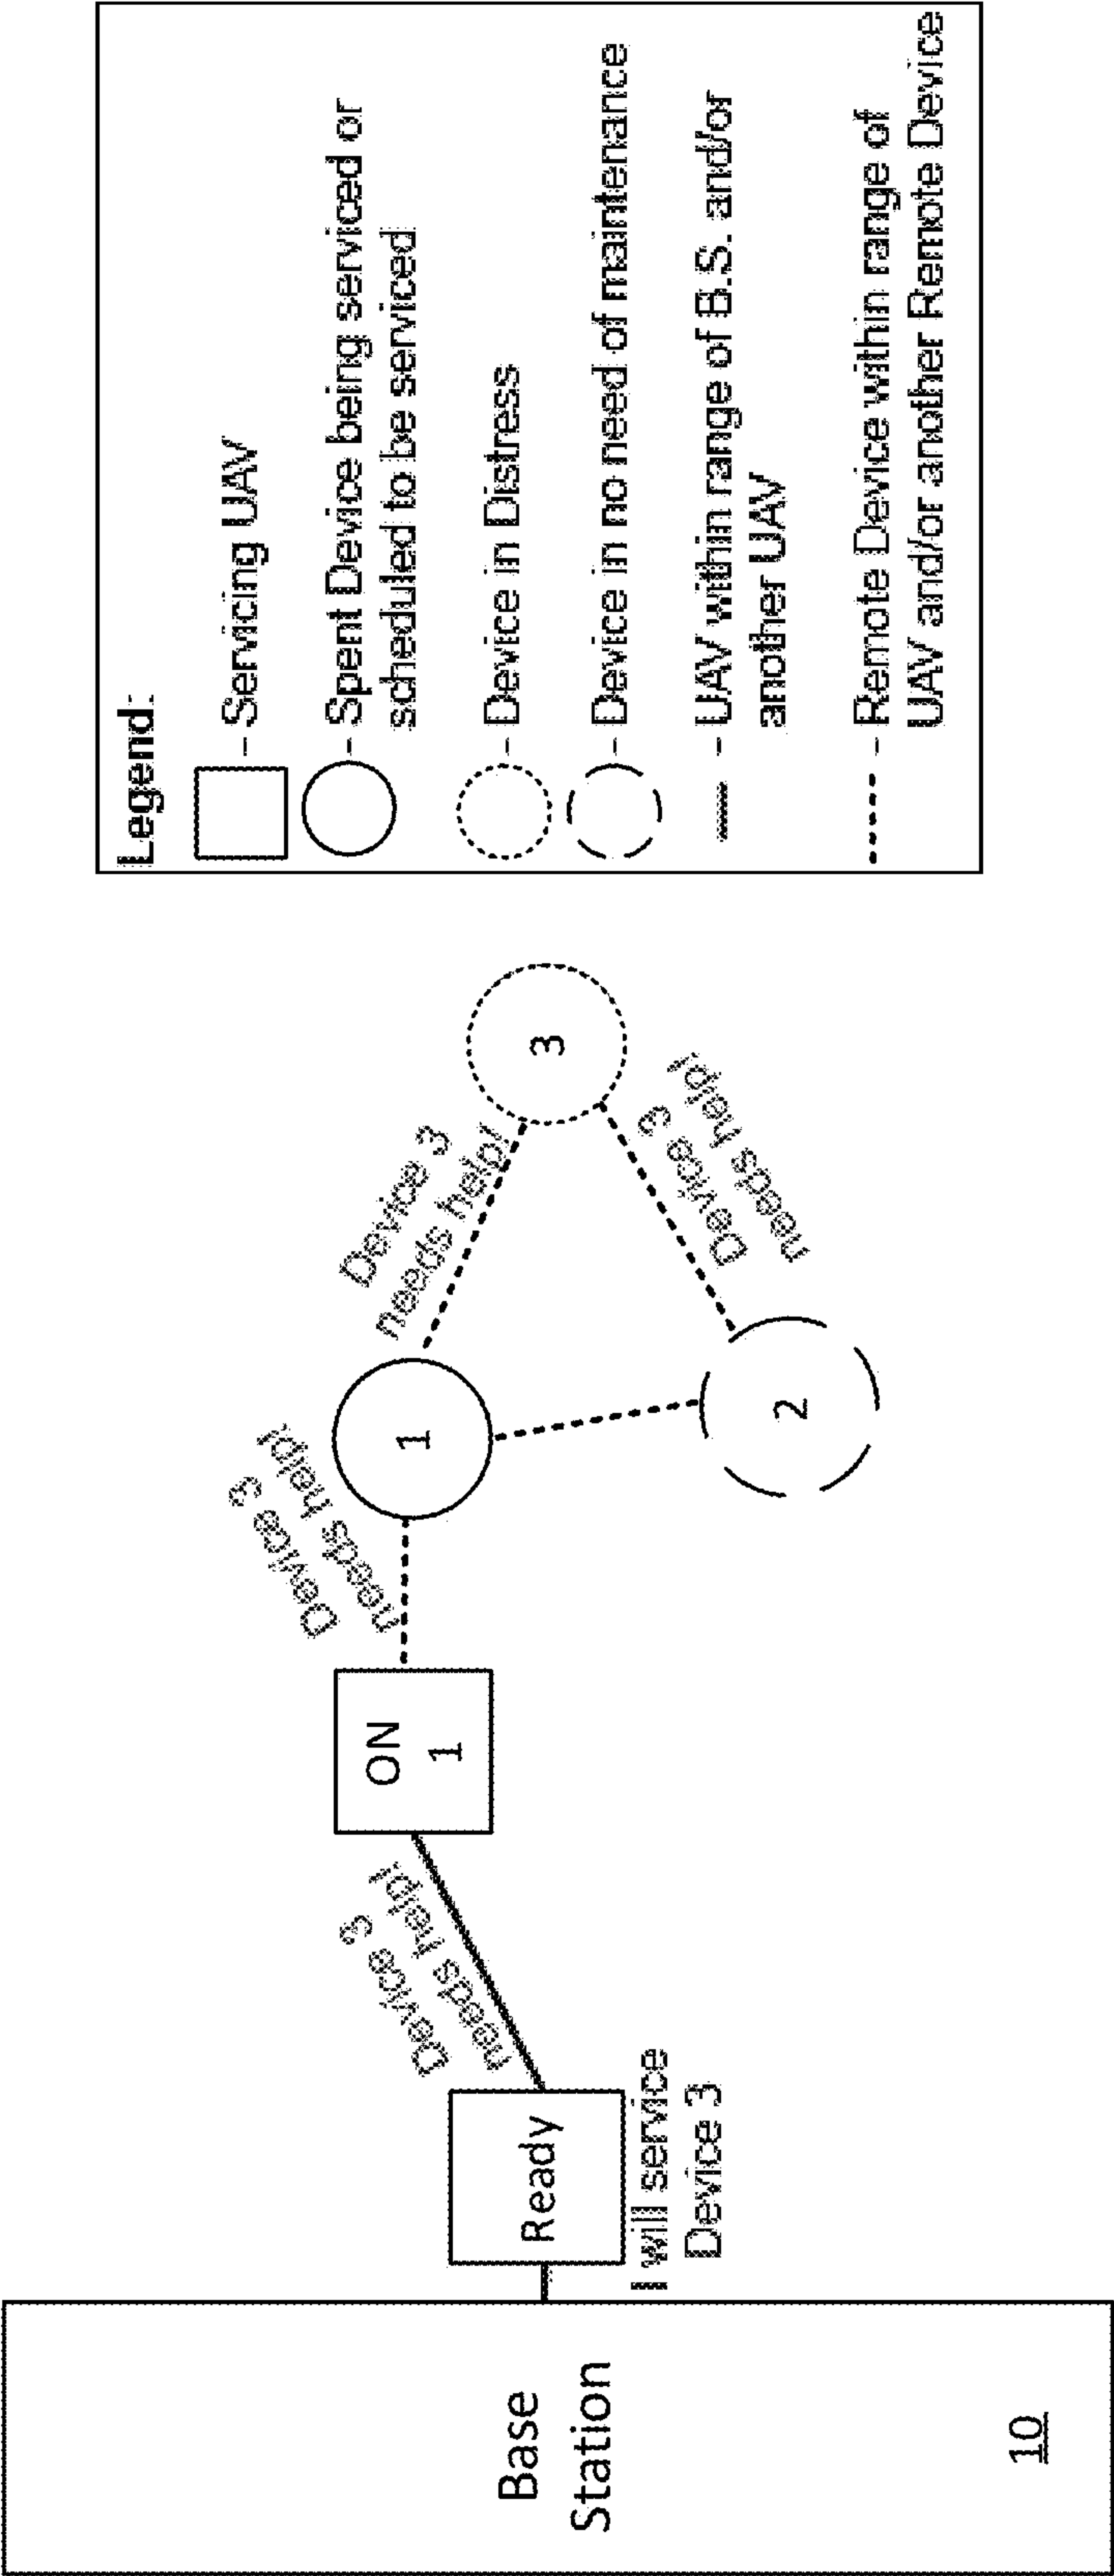 Base
Station
10
Ready
I will service
Device 3
Device 3
needs help!
ON
1
Device 3
needs help!
1
Device 3
needs help!
2
Device 3
needs help!
3
Legend:
– Servicing UAV
– Spent Device being serviced or
scheduled to be serviced
– Device in Distress
– Device in no need of maintenance
– UAV within range of B.S. and/or
another UAV
– Remote Device within range of
UAV and/or another Remote Device